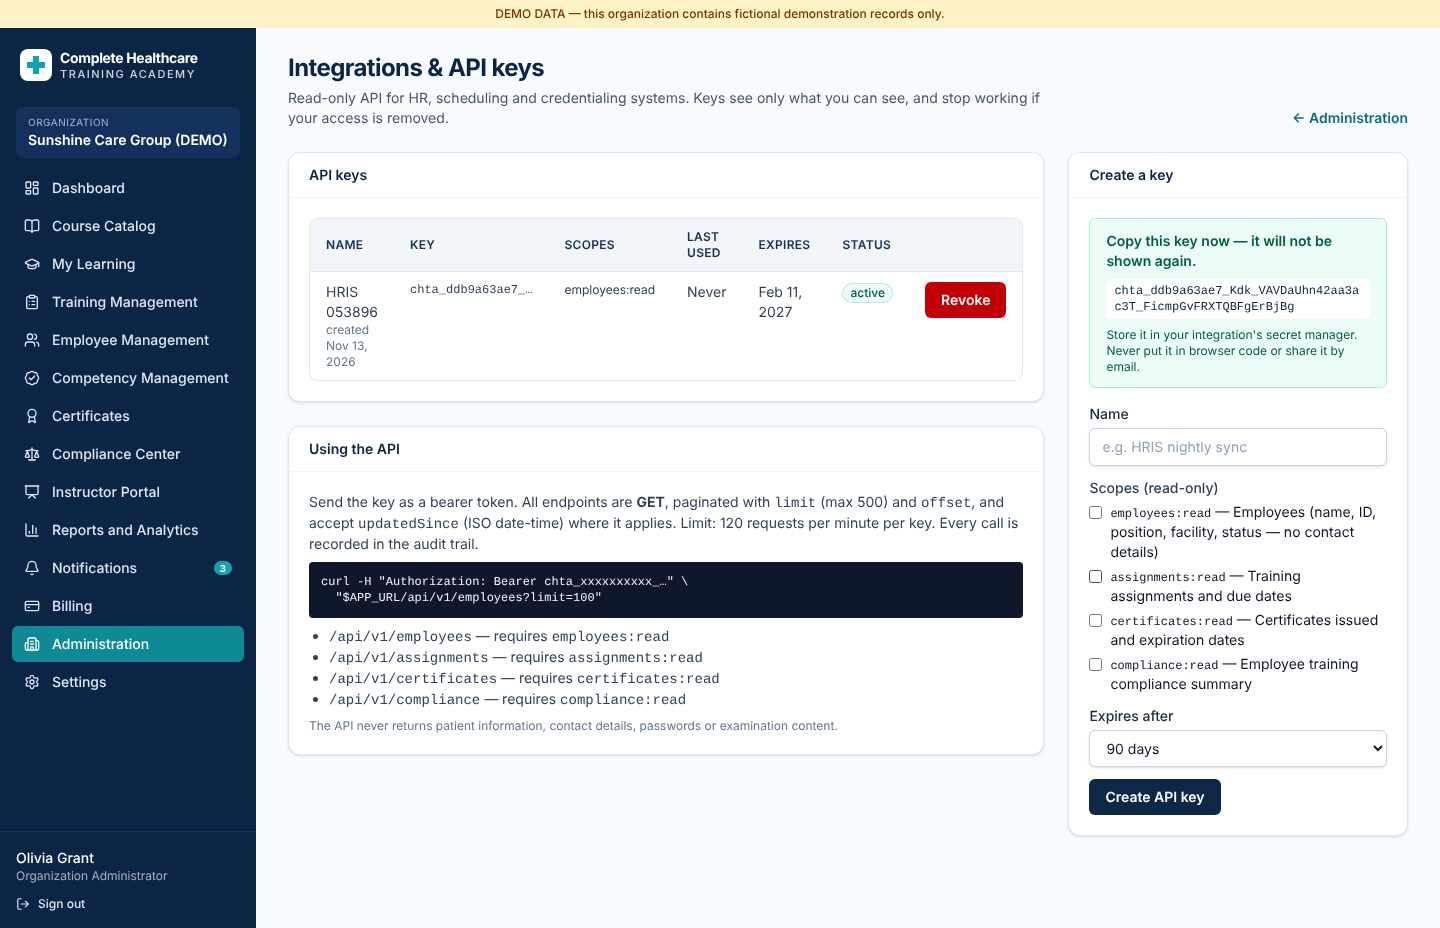 DEMO DATA — this organization contains fictional demonstration records only.
Complete Healthcare
TRAINING ACADEMY
ORGANIZATION
Sunshine Care Group (DEMO)
Dashboard
Course Catalog
My Learning
Training Management
Employee Management
Competency Management
Certificates
Compliance Center
Instructor Portal
Reports and Analytics
Notifications 3
Billing
Administration
Settings
Olivia Grant
Organization Administrator
Sign out
Integrations & API keys
Read-only API for HR, scheduling and credentialing systems. Keys see only what you can see, and stop working if
your access is removed.
← Administration
API keys
NAME KEY SCOPES LAST USED EXPIRES STATUS
HRIS
053896
created
Nov 13,
2026
chta_ddb9a63ae7_…
employees:read
Never
Feb 11,
2027
active
Revoke
Using the API
Send the key as a bearer token. All endpoints are GET, paginated with limit (max 500) and offset, and
accept updatedSince (ISO date-time) where it applies. Limit: 120 requests per minute per key. Every call is
recorded in the audit trail.
curl -H "Authorization: Bearer chta_xxxxxxxxxx_…" \
"$APP_URL/api/v1/employees?limit=100"
• /api/v1/employees — requires employees:read
• /api/v1/assignments — requires assignments:read
• /api/v1/certificates — requires certificates:read
• /api/v1/compliance — requires compliance:read
The API never returns patient information, contact details, passwords or examination content.
Create a key
Copy this key now — it will not be
shown again.
chta_ddb9a63ae7_Kdk_VAVDaUhn42aa3a
c3T_FicmpGvFRXTQBFgErBjBg
Store it in your integration's secret manager.
Never put it in browser code or share it by
email.
Name
e.g. HRIS nightly sync
Scopes (read-only)
employees:read — Employees (name, ID,
position, facility, status — no contact
details)
assignments:read — Training
assignments and due dates
certificates:read — Certificates issued
and expiration dates
compliance:read — Employee training
compliance summary
Expires after
90 days
Create API key